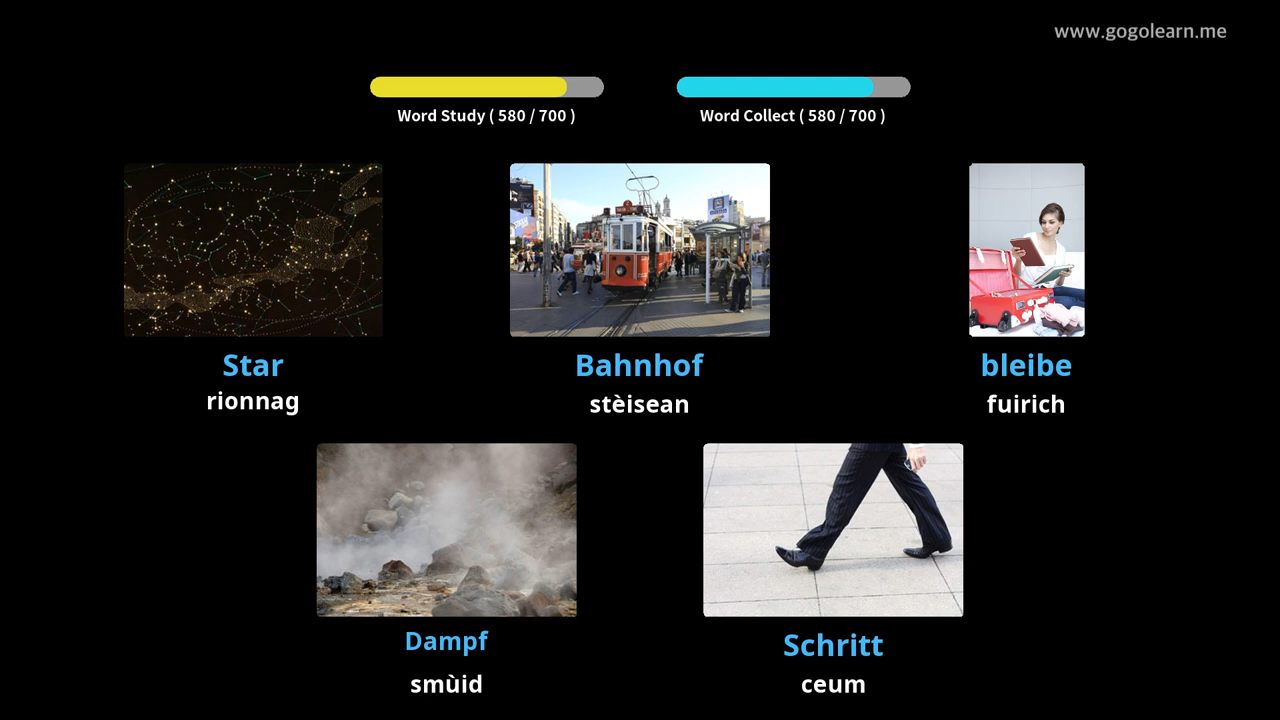 www.gogolearn.me
Word Study ( 580 / 700 )
Word Collect ( 580 / 700 )
Star
rionnag
Bahnhof
stèisean
bleibe
fuirich
Dampf
smùid
Schritt
ceum